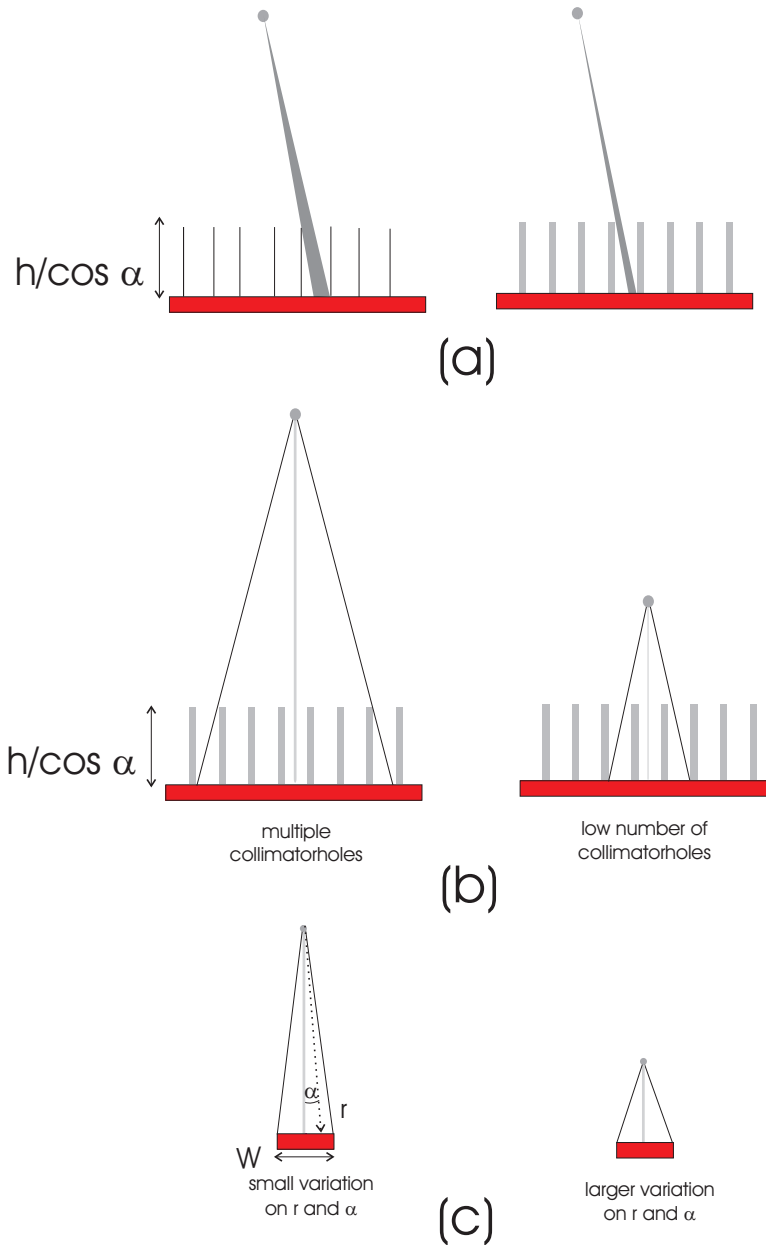 h/cos α
(a)
h/cos α
multiple
collimatorholes
low number of
collimatorholes
(b)
α
r
W
small variation
on r and α
larger variation
on r and α
(c)